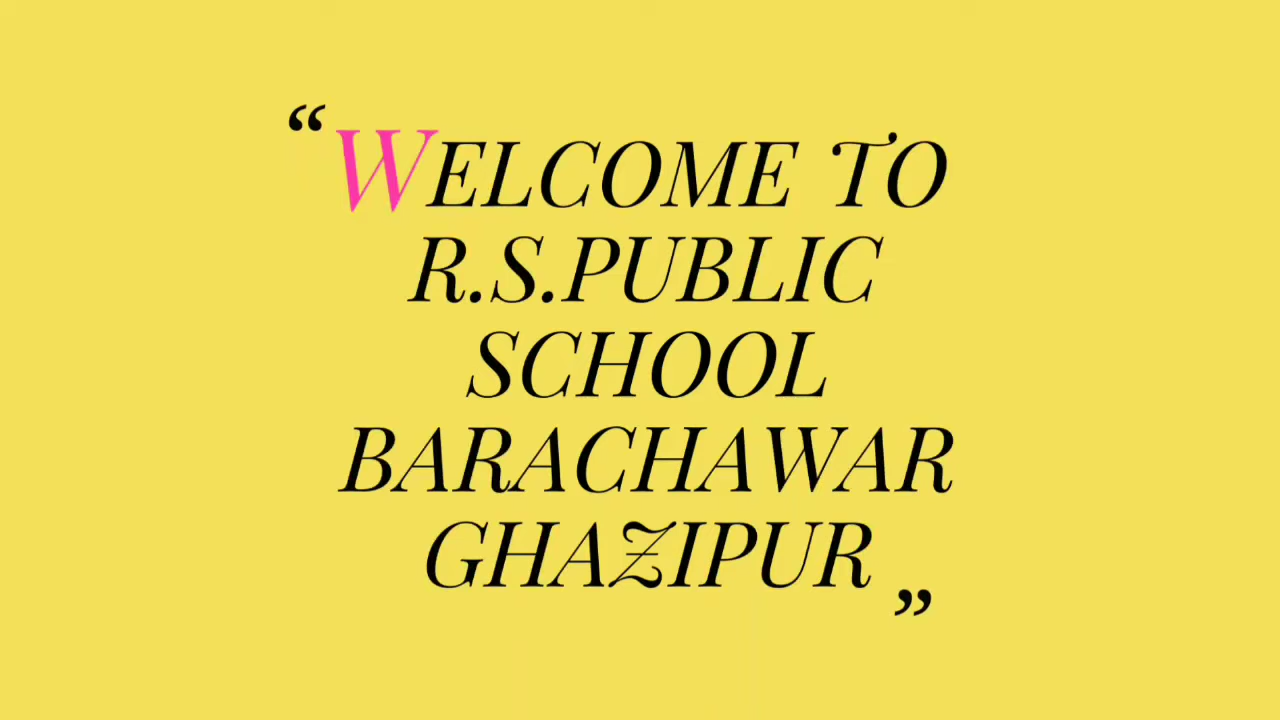 “WELCOME TO
R.S.PUBLIC
SCHOOL
BARACHAWAR
GHAZIPUR”